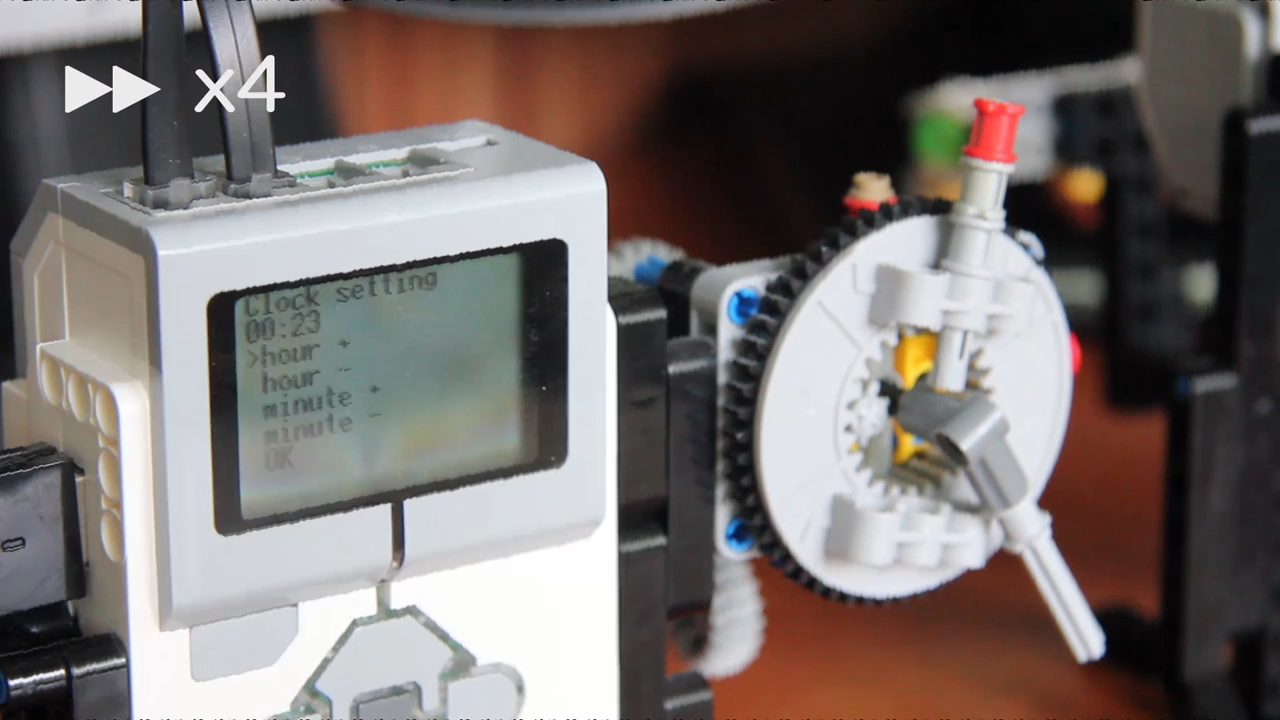 x4
Clock setting
00:23
>hour +
hour -
minute +
minute -
OK